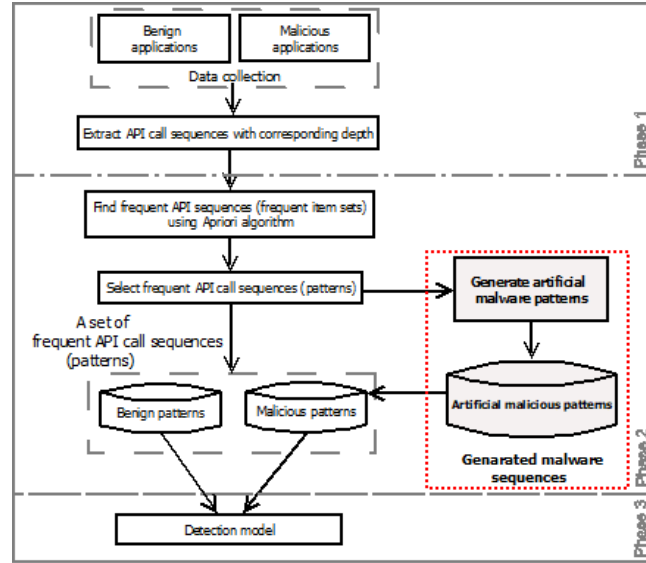 Benign
applications
Malicious
applications
Data collection
Extract API call sequences with corresponding depth
Phase 1
Find frequent API sequences (frequent item sets)
using Apriori algorithm
Select frequent API call sequences (patterns)
Generate artificial
malware patterns
A set of
frequent API call sequences
(patterns)
Benign patterns
Malicious patterns
Artificial malicious patterns
Genarated malware
sequences
Phase 2
Detection model
Phase 3